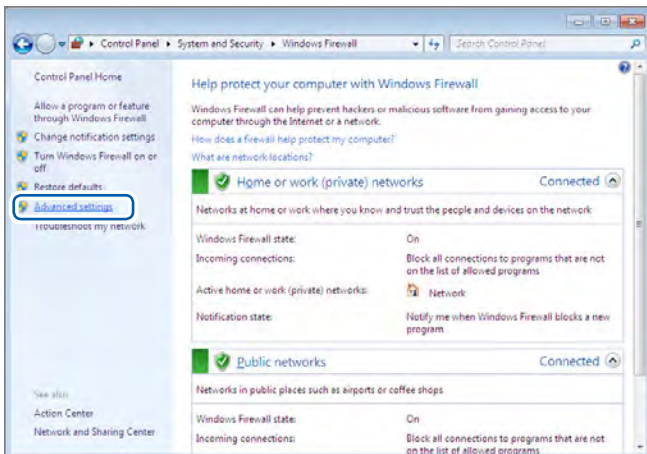 Control Panel ▸ System and Security ▸ Windows Firewall
Search Control Panel
Control Panel Home
Allow a program or feature
through Windows Firewall
Change notification settings
Turn Windows Firewall on or
off
Restore defaults
Advanced settings
Troubleshoot my network
See also
Action Center
Network and Sharing Center
Help protect your computer with Windows Firewall
Windows Firewall can help prevent hackers or malicious software from gaining access to your
computer through the Internet or a network.
How does a firewall help protect my computer?
What are network locations?
Home or work (private) networks Connected
Networks at home or work where you know and trust the people and devices on the network
Windows Firewall state: On
Incoming connections: Block all connections to programs that are not
on the list of allowed programs
Active home or work (private) networks: Network
Notification state: Notify me when Windows Firewall blocks a new
program
Public networks Connected
Networks in public places such as airports or coffee shops
Windows Firewall state: On
Incoming connections: Block all connections to programs that are not
on the list of allowed programs